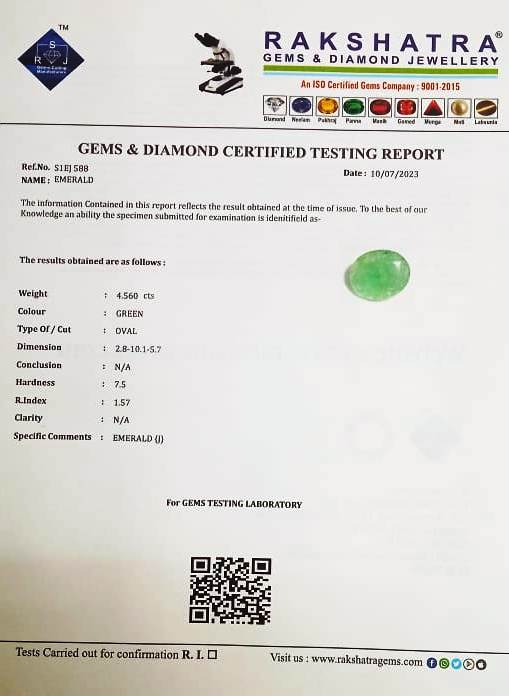 TM
S
R J
Gems Cutting
Manufacturers
RAKSHATRA®
GEMS & DIAMOND JEWELLERY
An ISO Certified Gems Company : 9001-2015
Diamond Neelam Pukhraj Panna Manik Gomed Munga Moti Lahsunia
GEMS & DIAMOND CERTIFIED TESTING REPORT
Ref.No. S1EJ 588
Date : 10/07/2023
NAME : EMERALD
The information Contained in this report reflects the result obtained at the time of issue. To the best of our
Knowledge an ability the specimen submitted for examination is idenitifield as-
The results obtained are as follows :
Weight : 4.560 cts
Colour : GREEN
Type Of / Cut : OVAL
Dimension : 2.8-10.1-5.7
Conclusion : N/A
Hardness : 7.5
R.Index : 1.57
Clarity : N/A
Specific Comments : EMERALD (J)
For GEMS TESTING LABORATORY
Tests Carried out for confirmation R. I. ☐
Visit us : www.rakshatragems.com